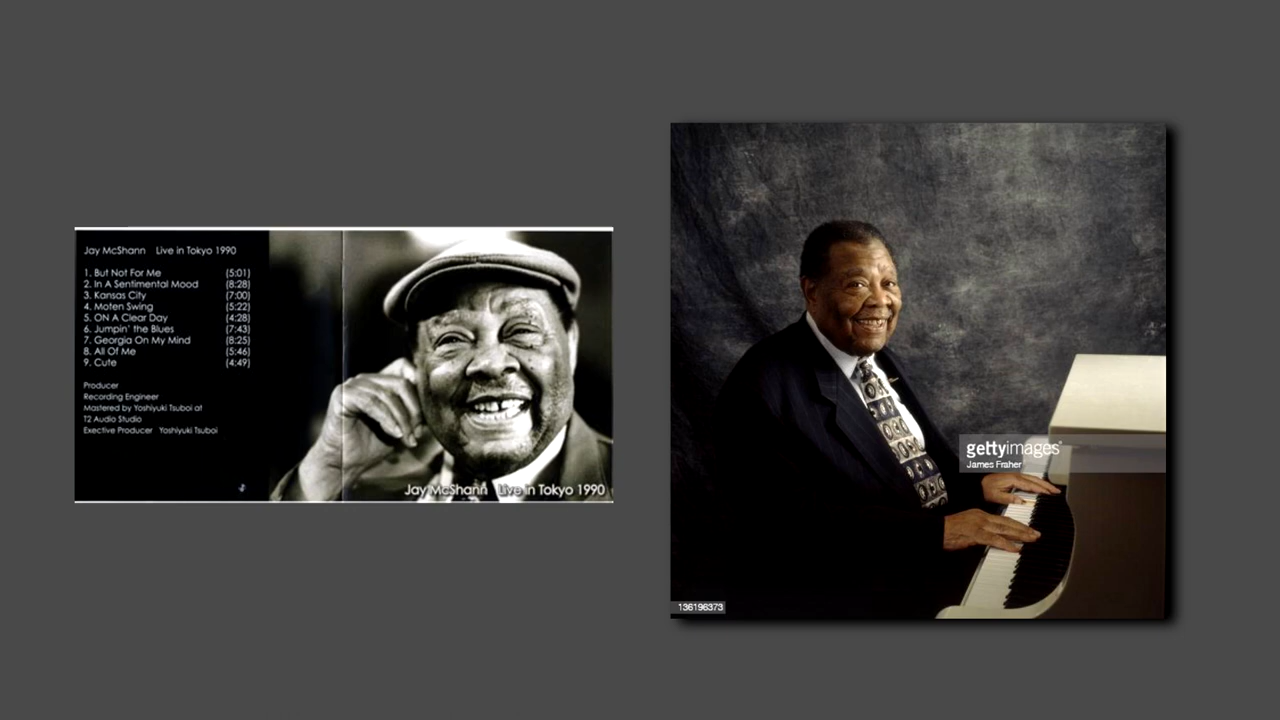 Jay McShann Live in Tokyo 1990
1. But Not For Me (5:01)
2. In A Sentimental Mood (8:28)
3. Kansas City (7:00)
4. Moten Swing (5:22)
5. ON A Clear Day (4:28)
6. Jumpin' the Blues (7:43)
7. Georgia On My Mind (8:25)
8. All Of Me (5:46)
9. Cute (4:49)
Producer
Recording Engineer
Mastered by Yoshiyuki Tsuboi at
T2 Audio Studio
Exective Producer Yoshiyuki Tsuboi
Jay McShann Live in Tokyo 1990
gettyimages®
James Fraher
136196373